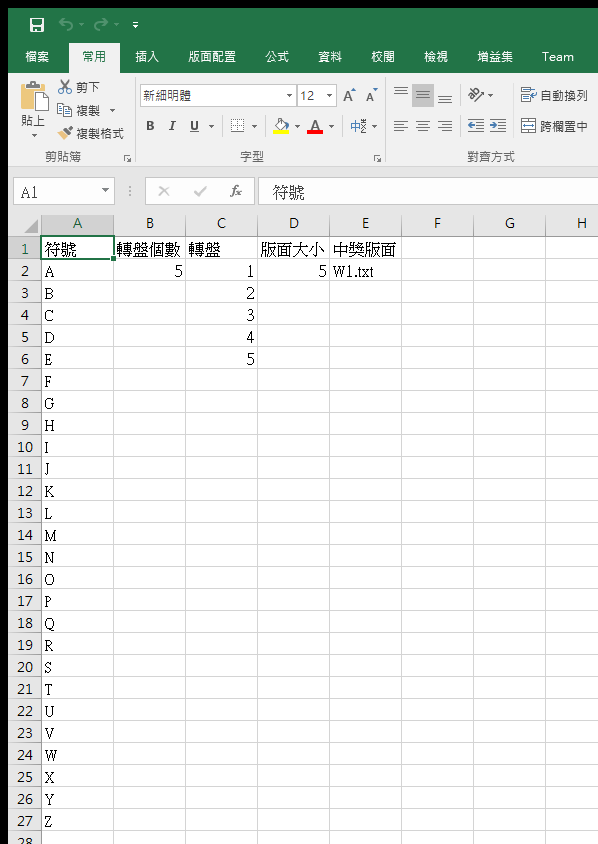 檔案 常用 插入 版面配置 公式 資料 校閱 檢視 增益集 Team
貼上 剪下 複製 複製格式
剪貼簿
新細明體 12 A A
B I U A 中
字型
自動換列
跨欄置中
對齊方式
A1 fx 符號
A B C D E F G H
1 符號 轉盤個數 轉盤 版面大小 中獎版面
2 A 5 1 5 W1.txt
3 B 2
4 C 3
5 D 4
6 E 5
7 F
8 G
9 H
10 I
11 J
12 K
13 L
14 M
15 N
16 O
17 P
18 Q
19 R
20 S
21 T
22 U
23 V
24 W
25 X
26 Y
27 Z
28